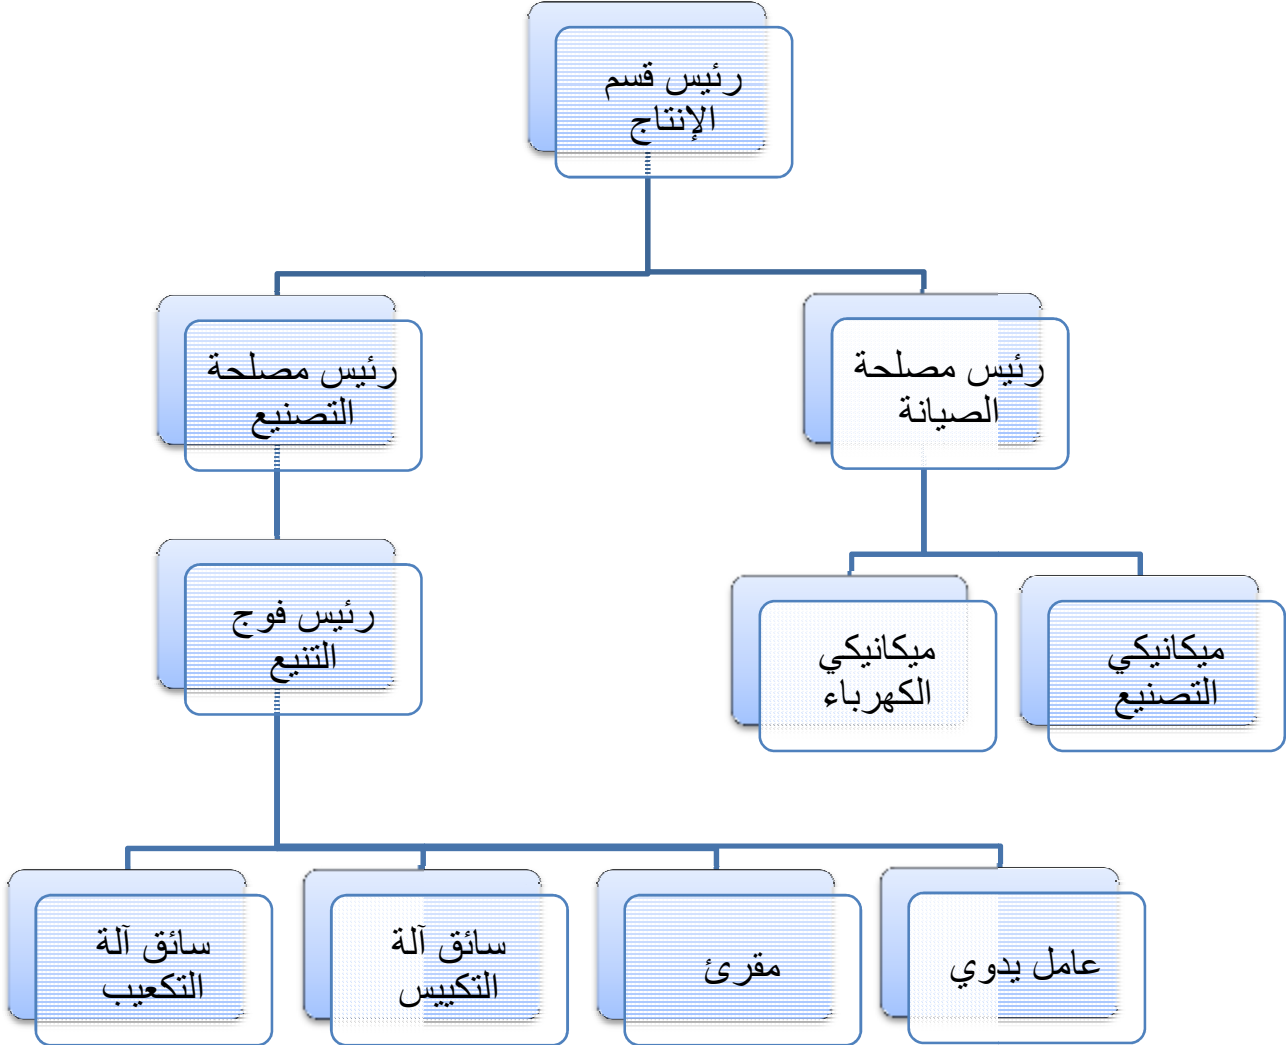 رئيس قسم
الإنتاج
رئيس مصلحة
الصيانة
رئيس مصلحة
التصنيع
ميكانيكي
التصنيع
ميكانيكي
الكهرباء
رئيس فوج
التنيع
عامل يدوي
مقرئ
سائق آلة
التكييس
سائق آلة
التكعيب